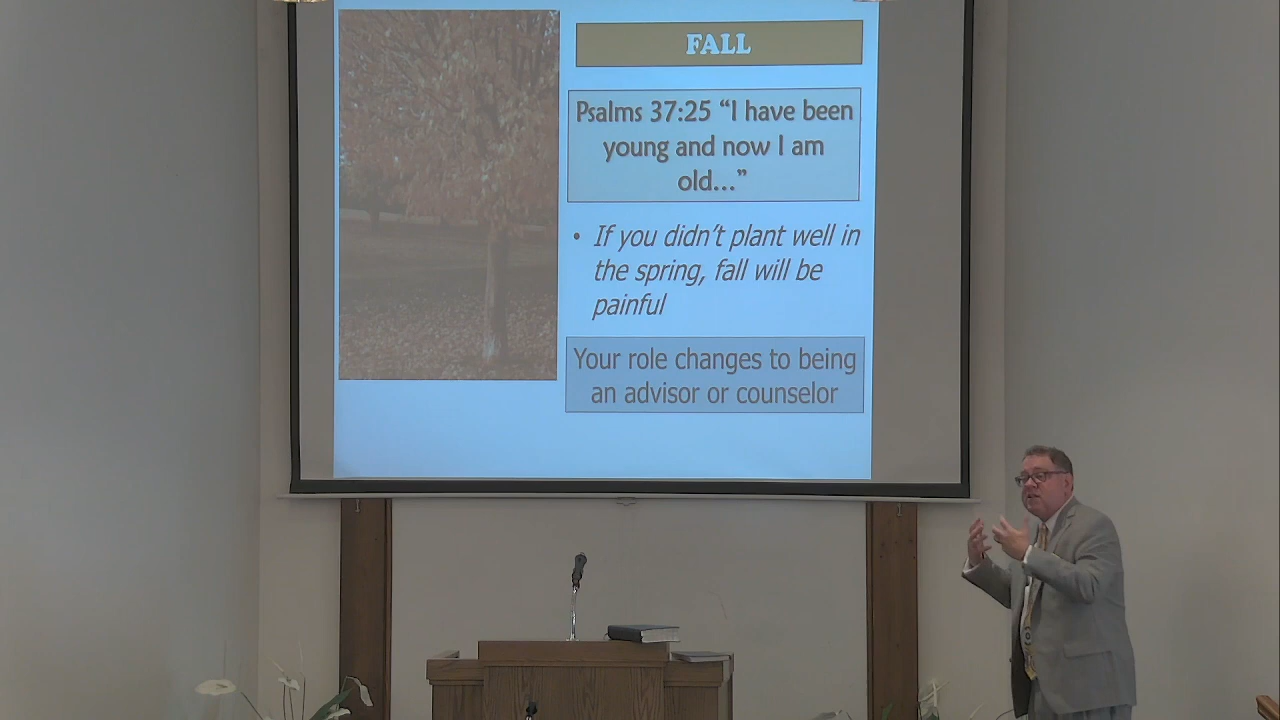 FALL
Psalms 37:25 “I have been
young and now I am
old...”
• If you didn’t plant well in
the spring, fall will be
painful
Your role changes to being
an advisor or counselor